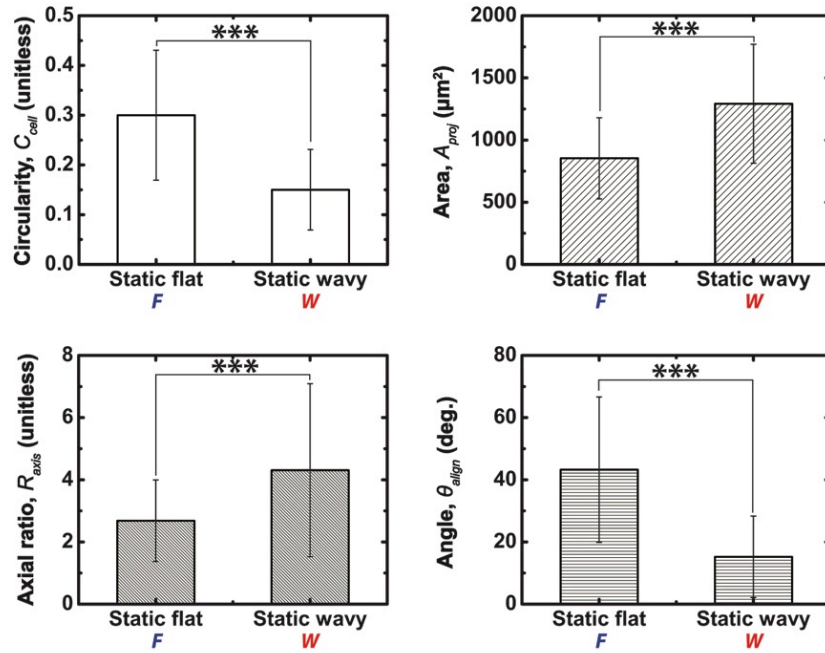 Circularity, C_cell (unitless)
0.5
0.4
0.3
0.2
0.1
0.0
***
Static flat Static wavy
F W
Area, A_proj (µm²)
2000
1500
1000
500
0
***
Static flat Static wavy
F W
Axial ratio, R_axis (unitless)
8
6
4
2
0
***
Static flat Static wavy
F W
Angle, θ_align (deg.)
80
60
40
20
0
***
Static flat Static wavy
F W